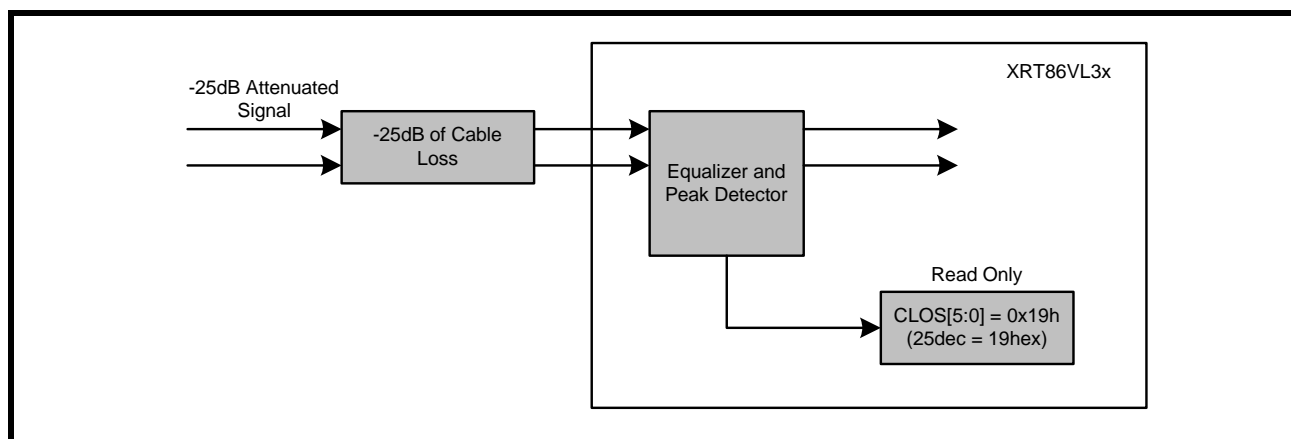 XRT86VL3x
-25dB Attenuated
Signal
-25dB of Cable
Loss
Equalizer and
Peak Detector
Read Only
CLOS[5:0] = 0x19h
(25dec = 19hex)